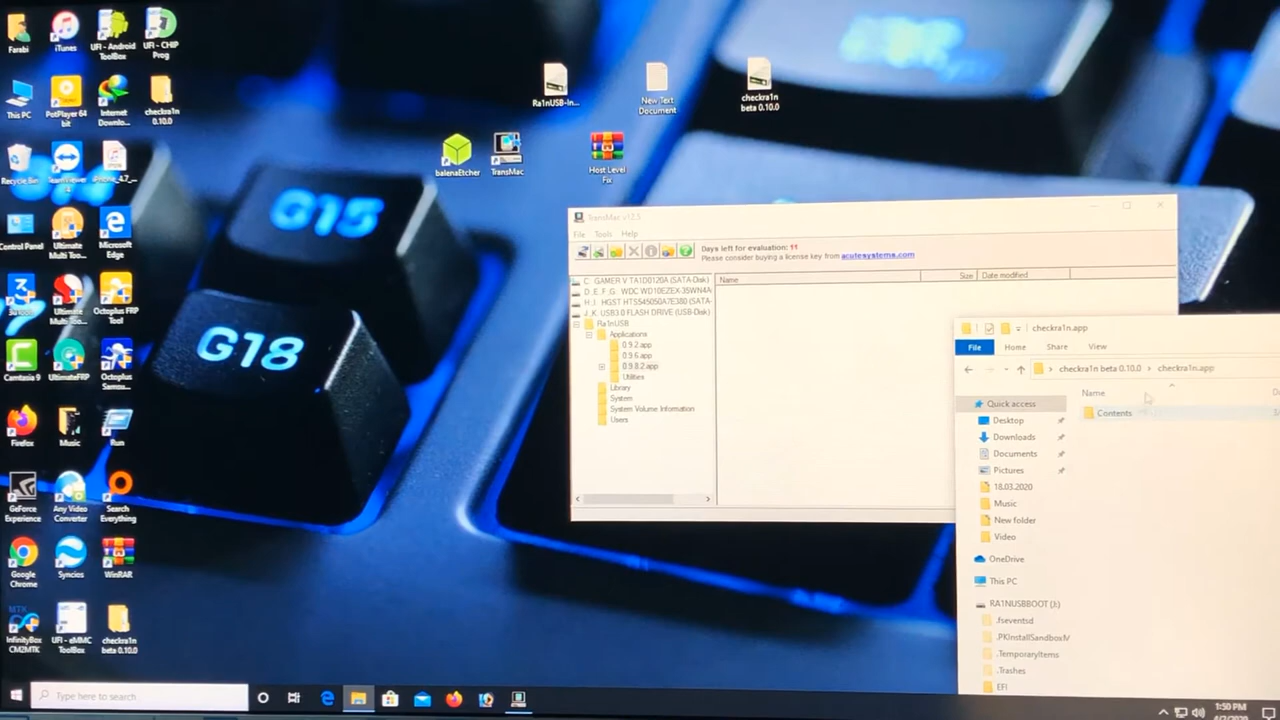 Farabi
iTunes
UFI - Android
ToolBox
UFI - CHIP
Prog
This PC
PotPlayer 64
bit
Internet
Downlo...
checkra1n
0.10.0
Recycle Bin
TeamViewer
iPhone_4.7_...
Control Panel
Ultimate
Multi Too...
Microsoft
Edge
3uTools
Ultimate
Multi Too...
Octoplus FRP
Tool
Camtasia 9
UltimateFRP
Octoplus
Samsu...
Firefox
Music
Run
GeForce
Experience
Any Video
Converter
Search
Everything
Google
Chrome
Syncios
WinRAR
MTK
InfinityBox
CM2MTK
UFI - eMMC
ToolBox
checkra1n
beta 0.10.0
Ra1nUSB-In...
New Text
Document
checkra1n
beta 0.10.0
balenaEtcher
TransMac
Host Level
Fix
G15
G18
TransMac v12.5
File Tools Help
Days left for evaluation: 11
Please consider buying a license key from acutesystems.com
C: GAMER V TA1D0120A (SATA-Disk)
D,E,F,G: WDC WD10EZEX-35WN4A
H,I: HGST HTS545050A7E380 (SATA-
J,K: USB3.0 FLASH DRIVE (USB-Disk)
Ra1nUSB
Applications
0.9.2.app
0.9.6.app
0.9.8.2.app
Utilities
Library
System
System Volume Information
Users
Name Size Date modified
checkra1n.app
File Home Share View
checkra1n beta 0.10.0 > checkra1n.app
Name
Contents
Quick access
Desktop
Downloads
Documents
Pictures
18.03.2020
Music
New folder
Video
OneDrive
This PC
RA1NUSBBOOT (J:)
.fseventsd
.PKInstallSandboxM
.TemporaryItems
.Trashes
EFI
Type here to search
1:50 PM